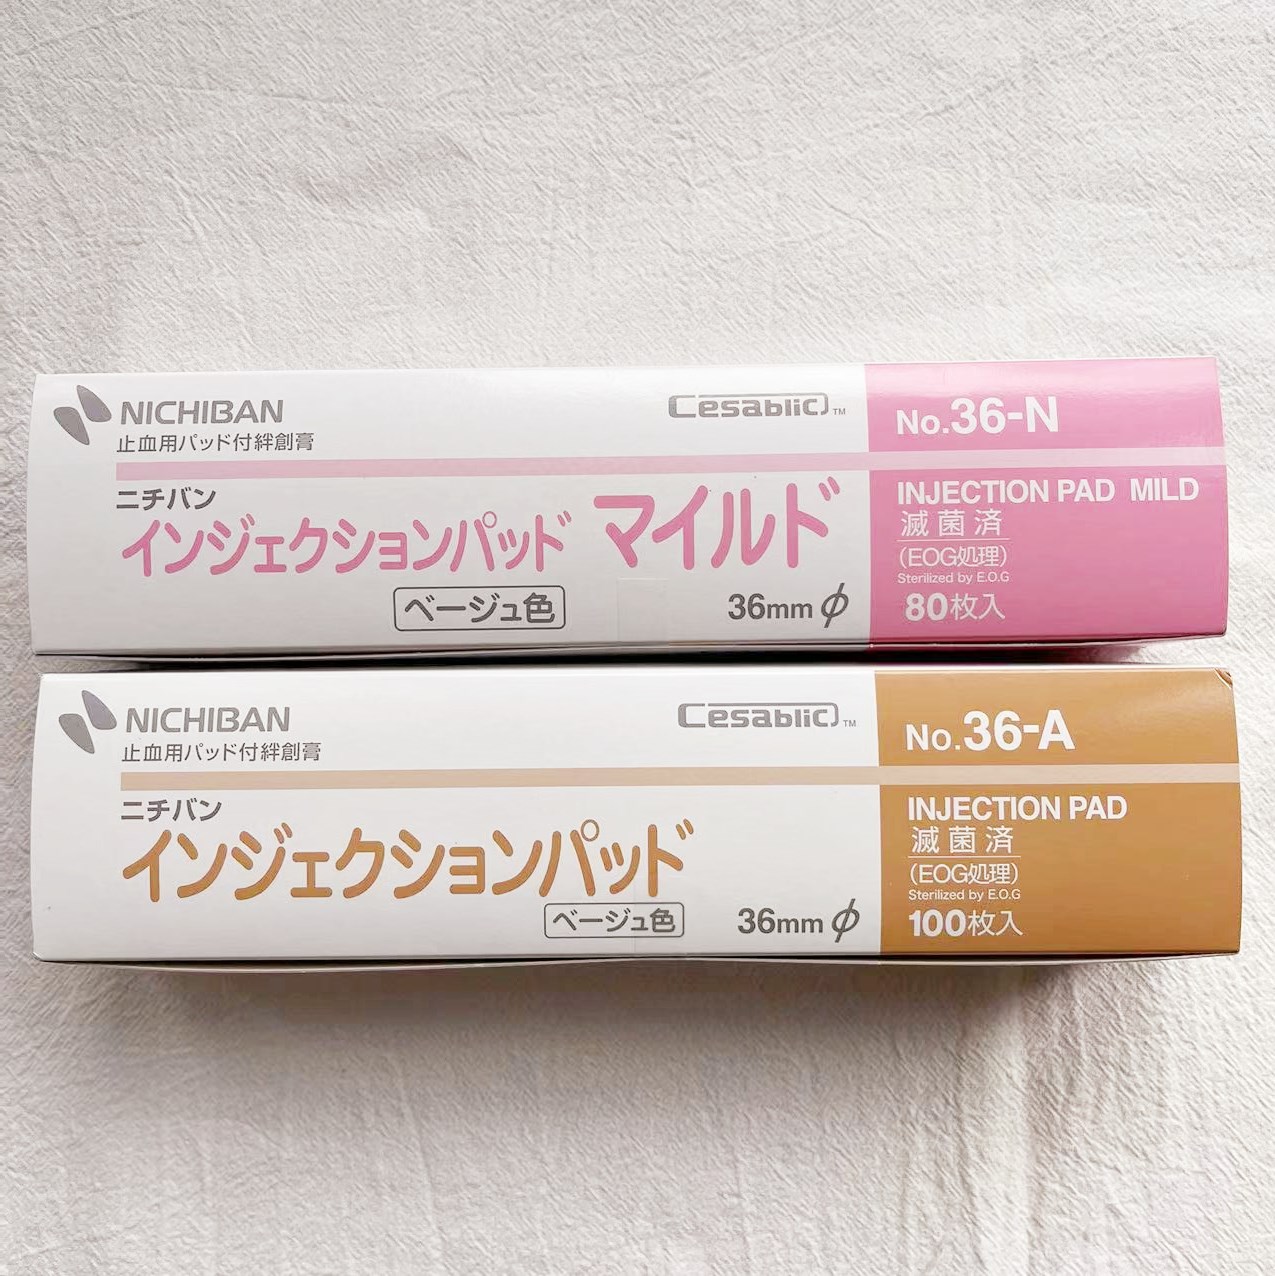 NICHIBAN
止血用パッド付絆創膏
Cesablic™
ニチバン
インジェクションパッド マイルド
ベージュ色
36mm φ
No.36-N
INJECTION PAD MILD
滅菌済
(EOG処理)
Sterilized by E.O.G
80枚入
NICHIBAN
止血用パッド付絆創膏
Cesablic™
ニチバン
インジェクションパッド
ベージュ色
36mm φ
No.36-A
INJECTION PAD
滅菌済
(EOG処理)
Sterilized by E.O.G
100枚入